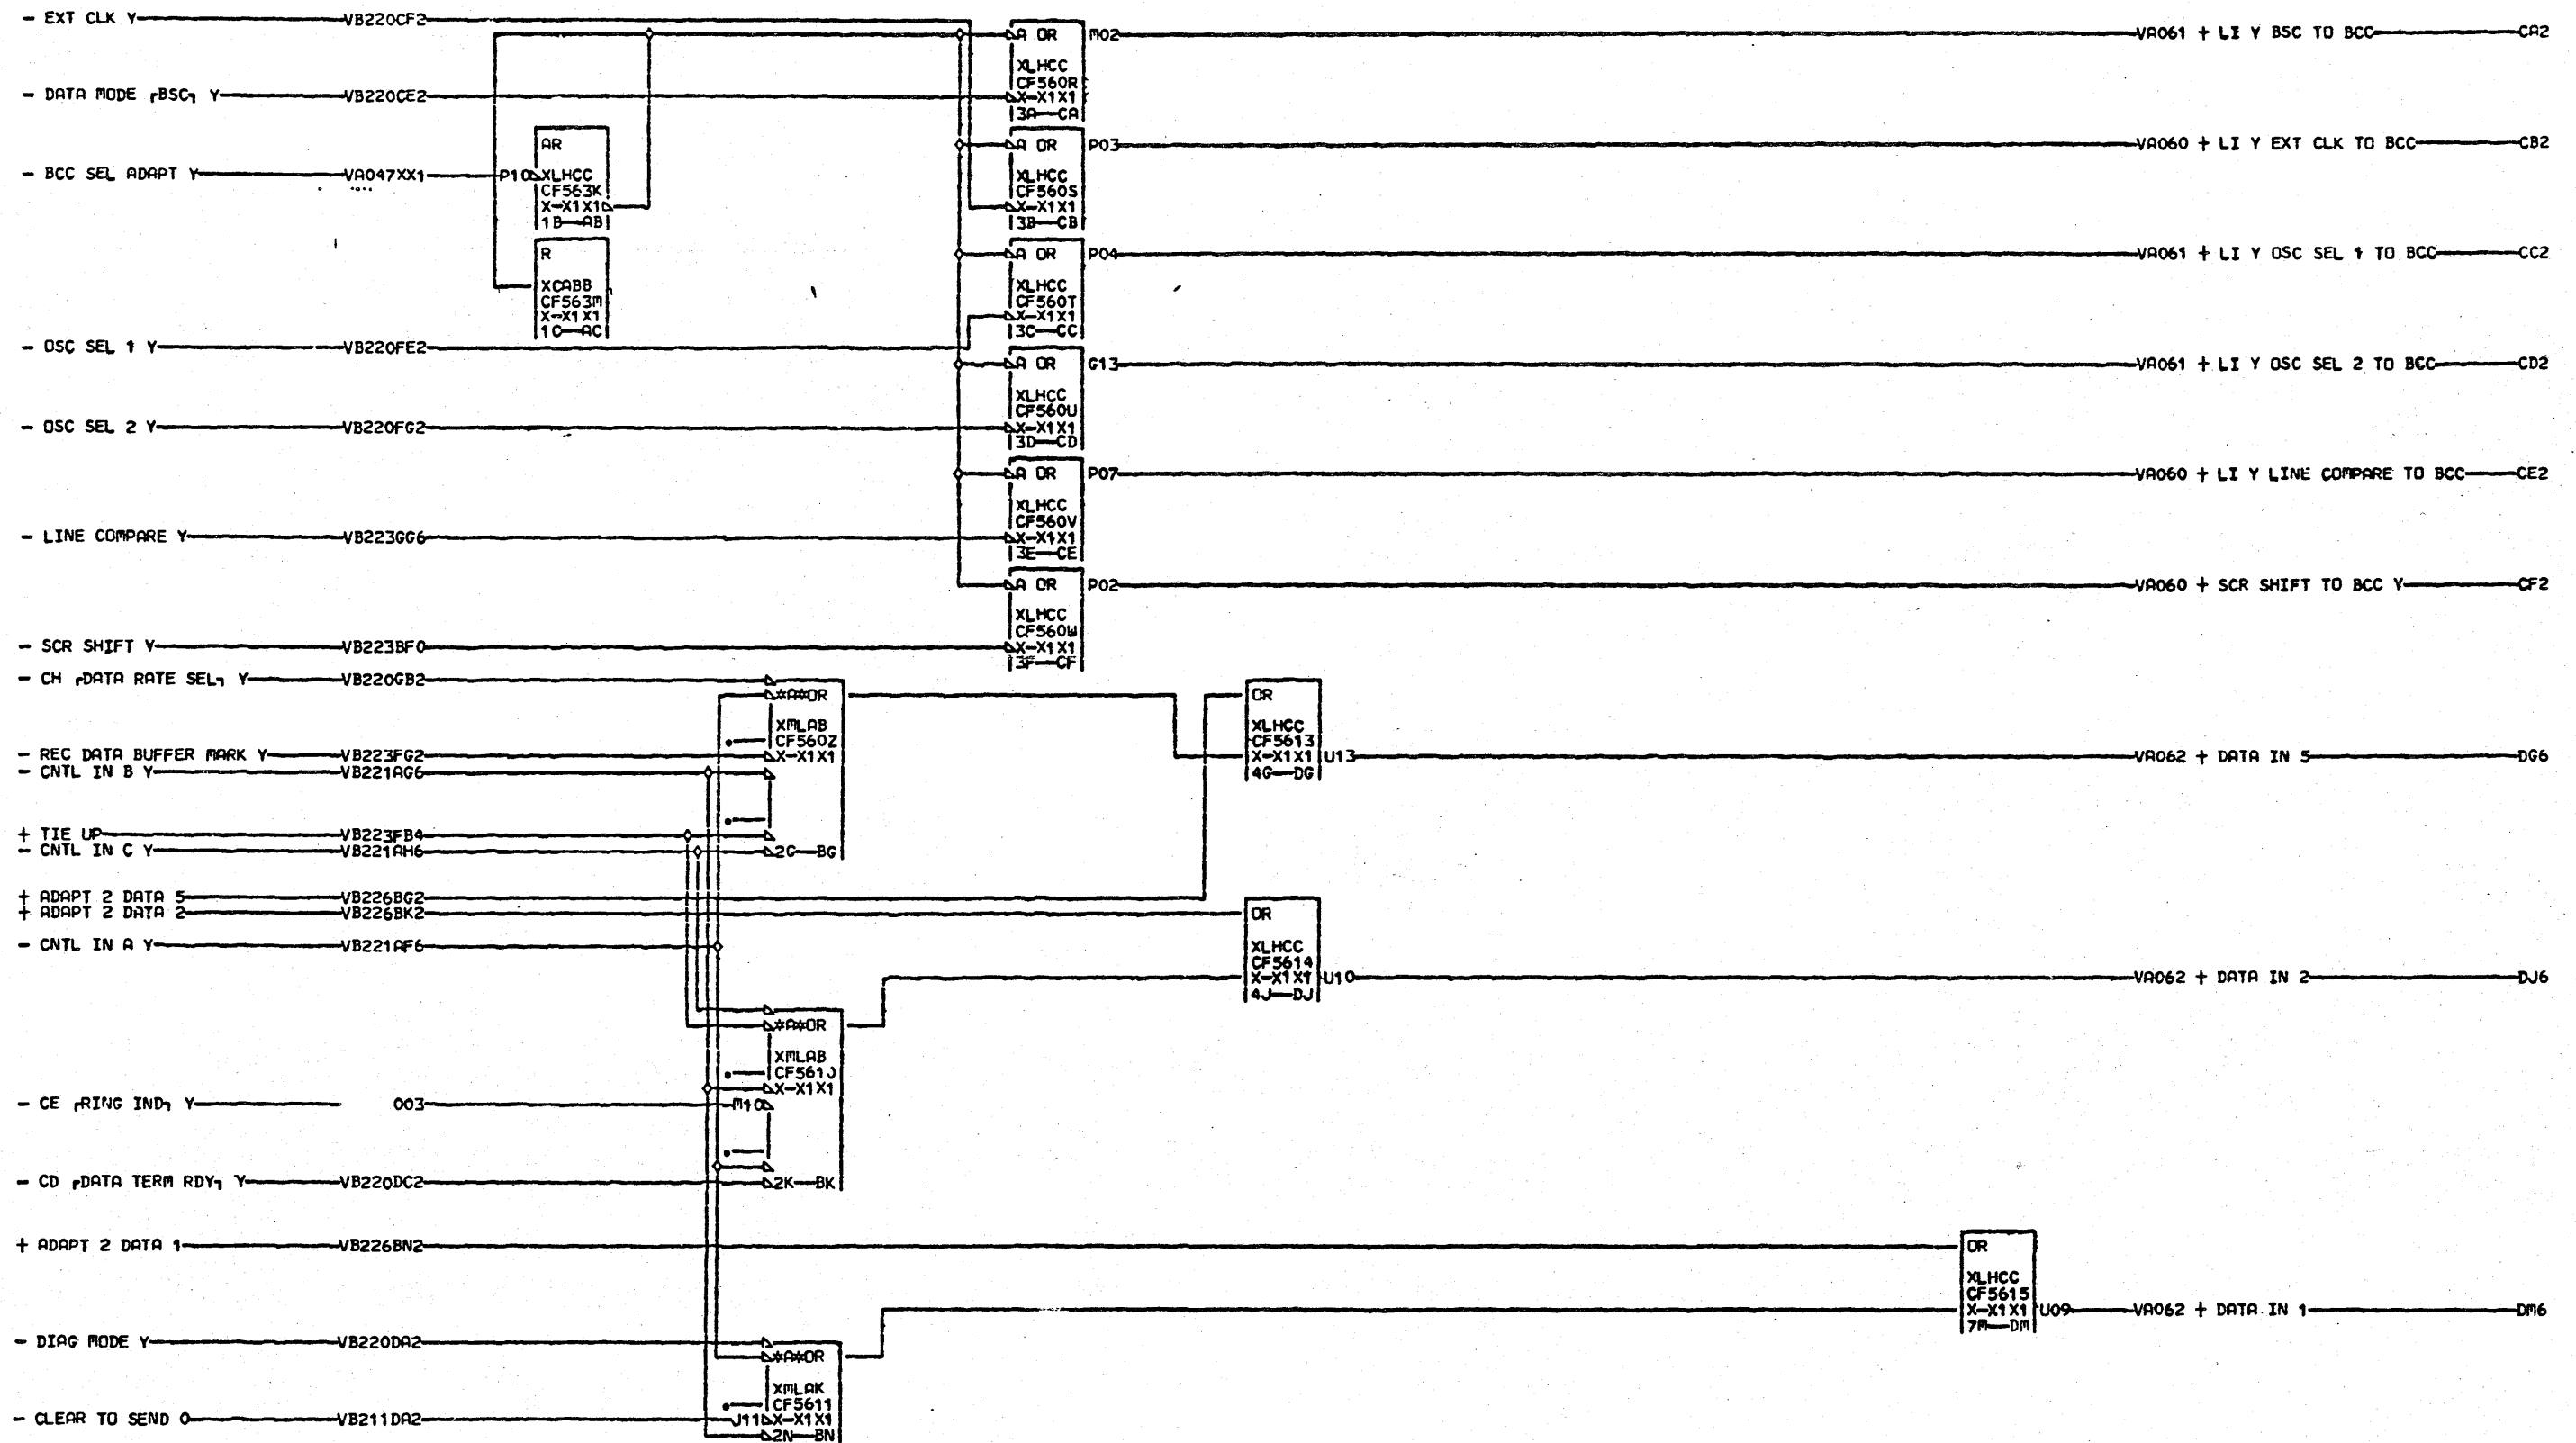 - EXT CLK Y VB220CF2
A OR M02 VA061 + LI Y BSC TO BCC CA2
XLHCC
CF560R
- DATA MODE ┌BSC┐ Y VB220CE2 X-X1X1
3A CA
AR
A OR P03 VA060 + LI Y EXT CLK TO BCC CB2
- BCC SEL ADAPT Y VA047XX1 P10 XLHCC
CF563K
X-X1X1
1B AB
XLHCC
CF560S
X-X1X1
3B CB
R
XCABB
CF563M
X-X1X1
1C AC
A OR P04 VA061 + LI Y OSC SEL 1 TO BCC CC2
XLHCC
CF560T
X-X1X1
3C CC
- OSC SEL 1 Y VB220FE2
A OR G13 VA061 + LI Y OSC SEL 2 TO BCC CD2
XLHCC
CF560U
- OSC SEL 2 Y VB220FG2 X-X1X1
3D CD
A OR P07 VA060 + LI Y LINE COMPARE TO BCC CE2
XLHCC
CF560V
- LINE COMPARE Y VB223GG6 X-X1X1
3E CE
A OR P02 VA060 + SCR SHIFT TO BCC Y CF2
XLHCC
CF560W
- SCR SHIFT Y VB223BF0 X-X1X1
3F CF
- CH ┌DATA RATE SEL┐ Y VB220GB2
*A*OR
XMLAB
CF560Z
- REC DATA BUFFER MARK Y VB223FG2 X-X1X1
- CNTL IN B Y VB221AG6
OR
XLHCC
CF5613
X-X1X1 U13 VA062 + DATA IN 5 DG6
4G DG
+ TIE UP VB223FB4
- CNTL IN C Y VB221AH6 2G BG
+ ADAPT 2 DATA 5 VB226BG2
+ ADAPT 2 DATA 2 VB226BK2 OR
- CNTL IN A Y VB221AF6 XLHCC
CF5614
X-X1X1 U10 VA062 + DATA IN 2 DJ6
4J DJ
*A*OR
XMLAB
CF561J
X-X1X1
- CE ┌RING IND┐ Y 003 M10
- CD ┌DATA TERM RDY┐ Y VB220DC2 2K BK
+ ADAPT 2 DATA 1 VB226BN2 OR
XLHCC
CF5615
X-X1X1 U09 VA062 + DATA IN 1 DM6
7M DM
- DIAG MODE Y VB220DA2
*A*OR
XMLAK
CF5611
- CLEAR TO SEND 0 VB211DA2 J11 X-X1X1
2N BN